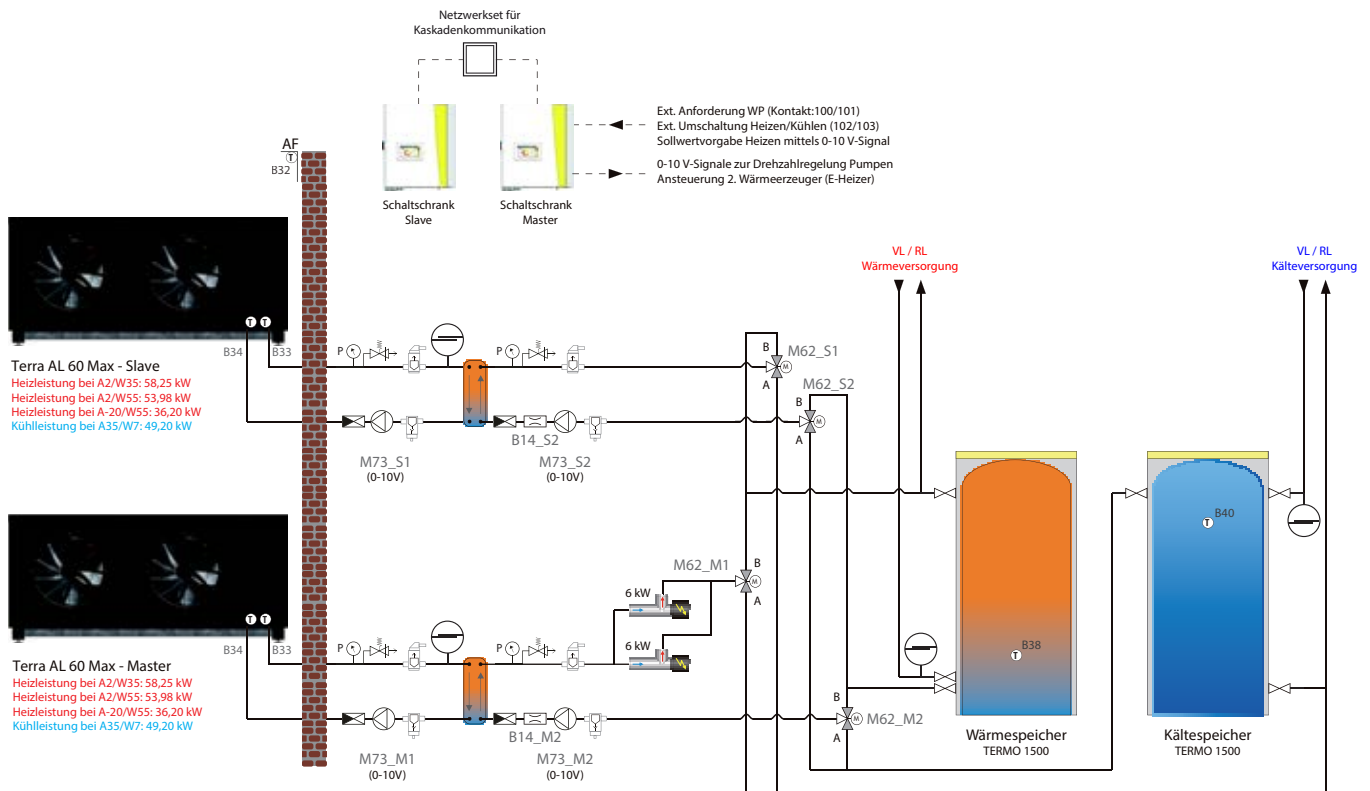 Netzwerkset für
Kaskadenkommunikation
Ext. Anforderung WP (Kontakt:100/101)
Ext. Umschaltung Heizen/Kühlen (102/103)
Sollwertvorgabe Heizen mittels 0-10 V-Signal
0-10 V-Signale zur Drehzahlregelung Pumpen
Ansteuerung 2. Wärmeerzeuger (E-Heizer)
Schaltschrank
Slave
Schaltschrank
Master
AF
T
B32
VL / RL
Wärmeversorgung
VL / RL
Kälteversorgung
T T
B34
B33
P
P
B
M
A
M62_S1
Terra AL 60 Max - Slave
Heizleistung bei A2/W35: 58,25 kW
Heizleistung bei A2/W55: 53,98 kW
Heizleistung bei A-20/W55: 36,20 kW
Kühlleistung bei A35/W7: 49,20 kW
M62_S2
B
M
A
B14_S2
M73_S1
(0-10V)
M73_S2
(0-10V)
T
B40
M62_M1
B
M
A
6 kW
6 kW
T T
B34
B33
P
P
T
B38
Terra AL 60 Max - Master
Heizleistung bei A2/W35: 58,25 kW
Heizleistung bei A2/W55: 53,98 kW
Heizleistung bei A-20/W55: 36,20 kW
Kühlleistung bei A35/W7: 49,20 kW
B
M
A
M62_M2
B14_M2
M73_M1
(0-10V)
M73_M2
(0-10V)
Wärmespeicher
TERMO 1500
Kältespeicher
TERMO 1500